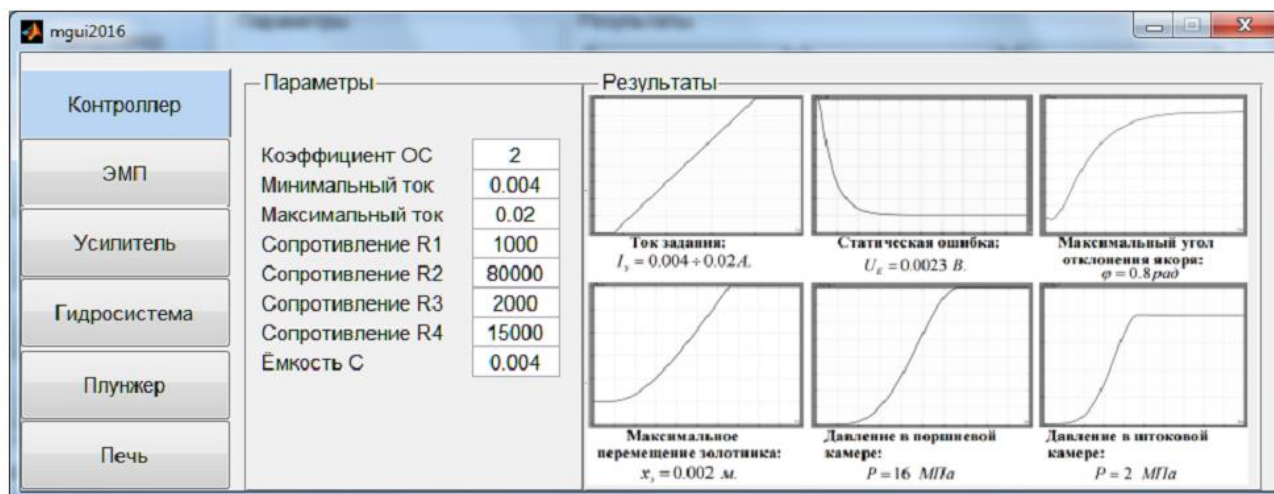 mgui2016
Контроллер
ЭМП
Усилитель
Гидросистема
Плунжер
Печь
Параметры
Коэффициент ОС 2
Минимальный ток 0.004
Максимальный ток 0.02
Сопротивление R1 1000
Сопротивление R2 80000
Сопротивление R3 2000
Сопротивление R4 15000
Ёмкость С 0.004
Результаты
Ток задания:
I_з = 0.004 ÷ 0.02 А.
Статическая ошибка:
U_E = 0.0023 В.
Максимальный угол
отклонения якоря:
φ = 0.8 рад
Максимальное
перемещение золотника:
x_з = 0.002 м.
Давление в поршневой
камере:
P = 16 МПа
Давление в штоковой
камере:
P = 2 МПа